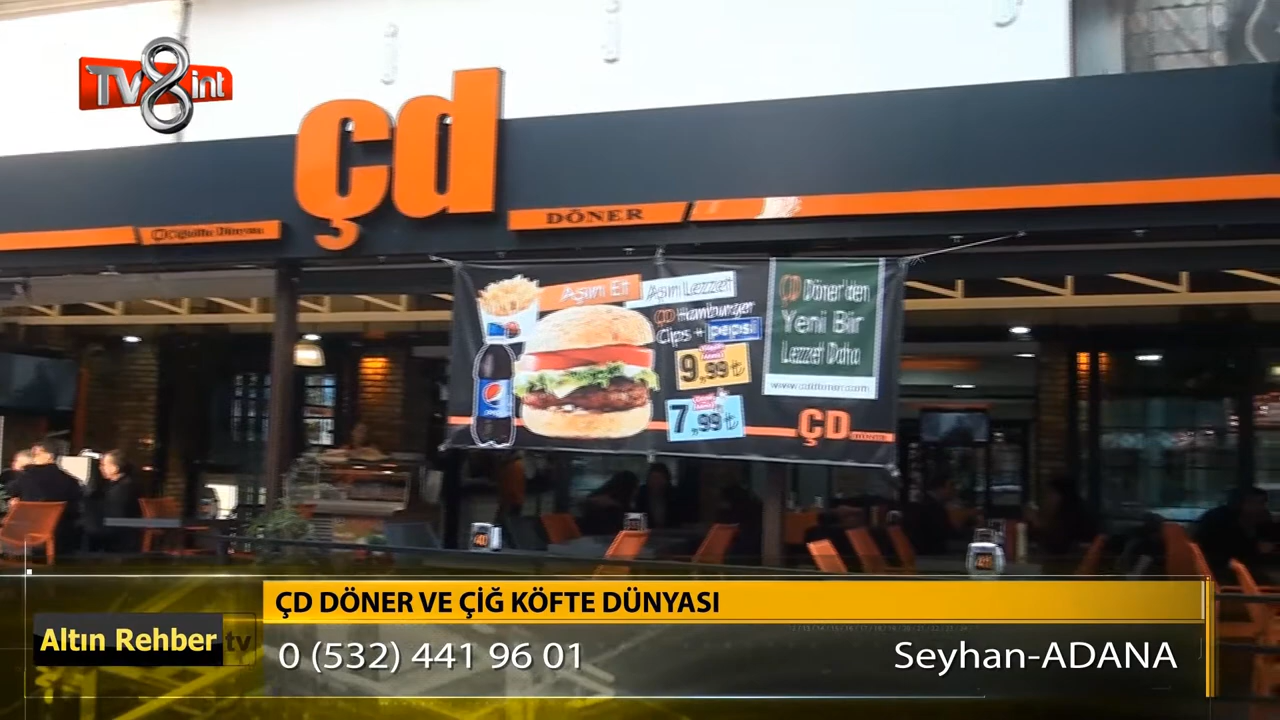 TV8int
çd
DÖNER
ÇD Çiğköfte Dünyası
Aşırı Et Aşırı Lezzet
ÇD Hamburger
Cips + pepsi
9,99₺
7,99₺
ÇD Döner'den
Yeni Bir
Lezzet Daha
ÇD
ÇD DÖNER VE ÇİĞ KÖFTE DÜNYASI
Altın Rehber tv
0 (532) 441 96 01
Seyhan-ADANA